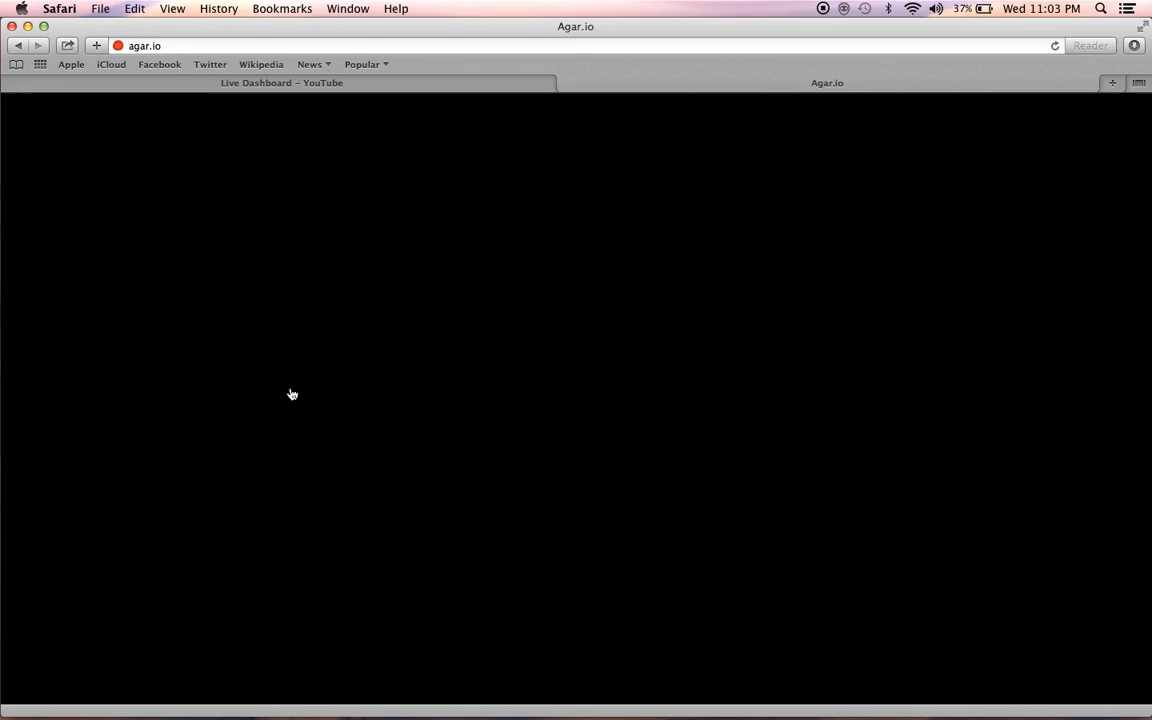 Safari File Edit View History Bookmarks Window Help 37% Wed 11:03 PM
Agar.io
agar.io Reader
Apple iCloud Facebook Twitter Wikipedia News Popular
Live Dashboard – YouTube Agar.io